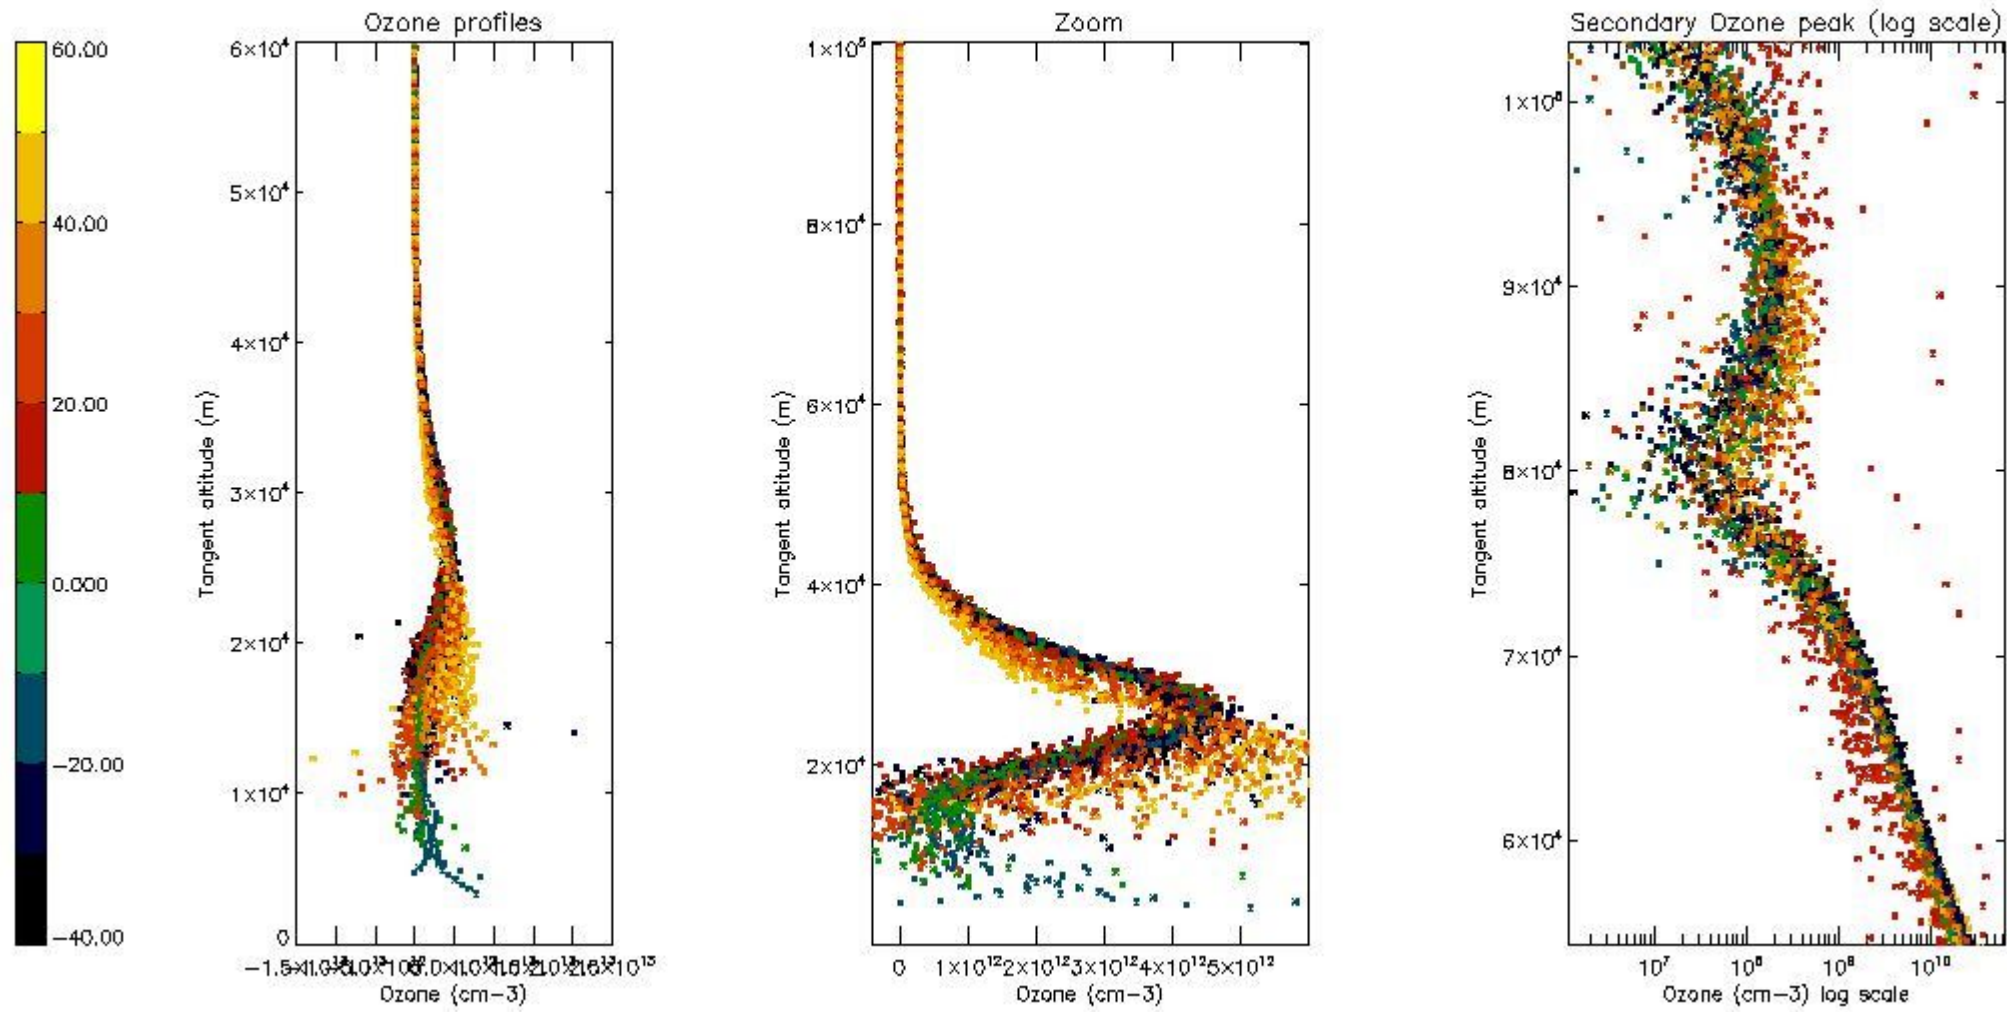 Ozone profiles
Zoom
Secondary Ozone peak (log scale)
60.00
40.00
20.00
0.000
−20.00
−40.00
6×10⁴
5×10⁴
4×10⁴
3×10⁴
2×10⁴
1×10⁴
0
Tangent altitude (m)
Ozone (cm−3)
1×10⁵
8×10⁴
6×10⁴
4×10⁴
2×10⁴
Tangent altitude (m)
0 1×10¹² 2×10¹² 3×10¹² 4×10¹² 5×10¹²
Ozone (cm−3)
1×10⁵
9×10⁴
8×10⁴
7×10⁴
6×10⁴
Tangent altitude (m)
10⁷ 10⁸ 10⁹ 10¹⁰
Ozone (cm−3) log scale